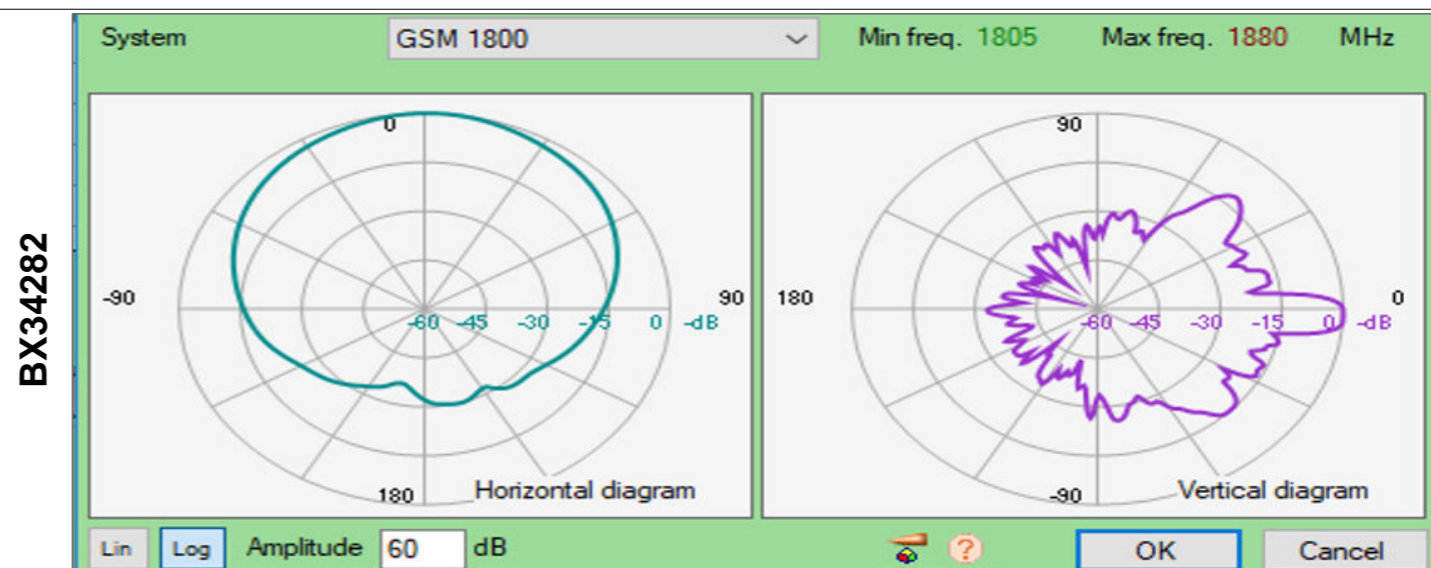 BX34282
System GSM 1800 Min freq. 1805 Max freq. 1880 MHz
0
-90 90
-60 -45 -30 -15 0 -dB
180 Horizontal diagram
90
180 0
-60 -45 -30 -15 0 -dB
-90 Vertical diagram
Lin Log Amplitude 60 dB ? OK Cancel